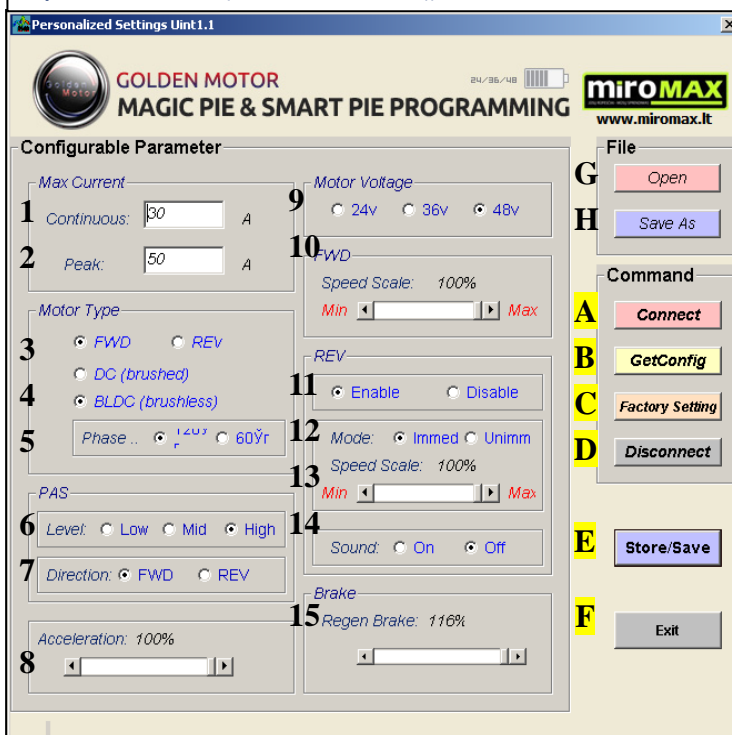 Personalized Settings Uint1.1
GOLDEN MOTOR
24/36/48
MAGIC PIE & SMART PIE PROGRAMMING
Golden Motor
miroMAX
www.miromax.lt
Configurable Parameter
Max Current
1 Continuous: 30 A
2 Peak: 50 A
Motor Type
3 FWD REV
DC (brushed)
4 BLDC (brushless)
5 Phase .. 60Ўг
PAS
6 Level: Low Mid High
7 Direction: FWD REV
Acceleration: 100%
8
9 Motor Voltage
24v 36v 48v
10 FWD
Speed Scale: 100%
Min Max
REV
11 Enable Disable
12 Mode: Immed Unimm
13 Speed Scale: 100%
Min Max
14 Sound: On Off
Brake
15 Regen Brake: 116%
File
G Open
H Save As
Command
A Connect
B GetConfig
C Factory Setting
D Disconnect
E Store/Save
F Exit